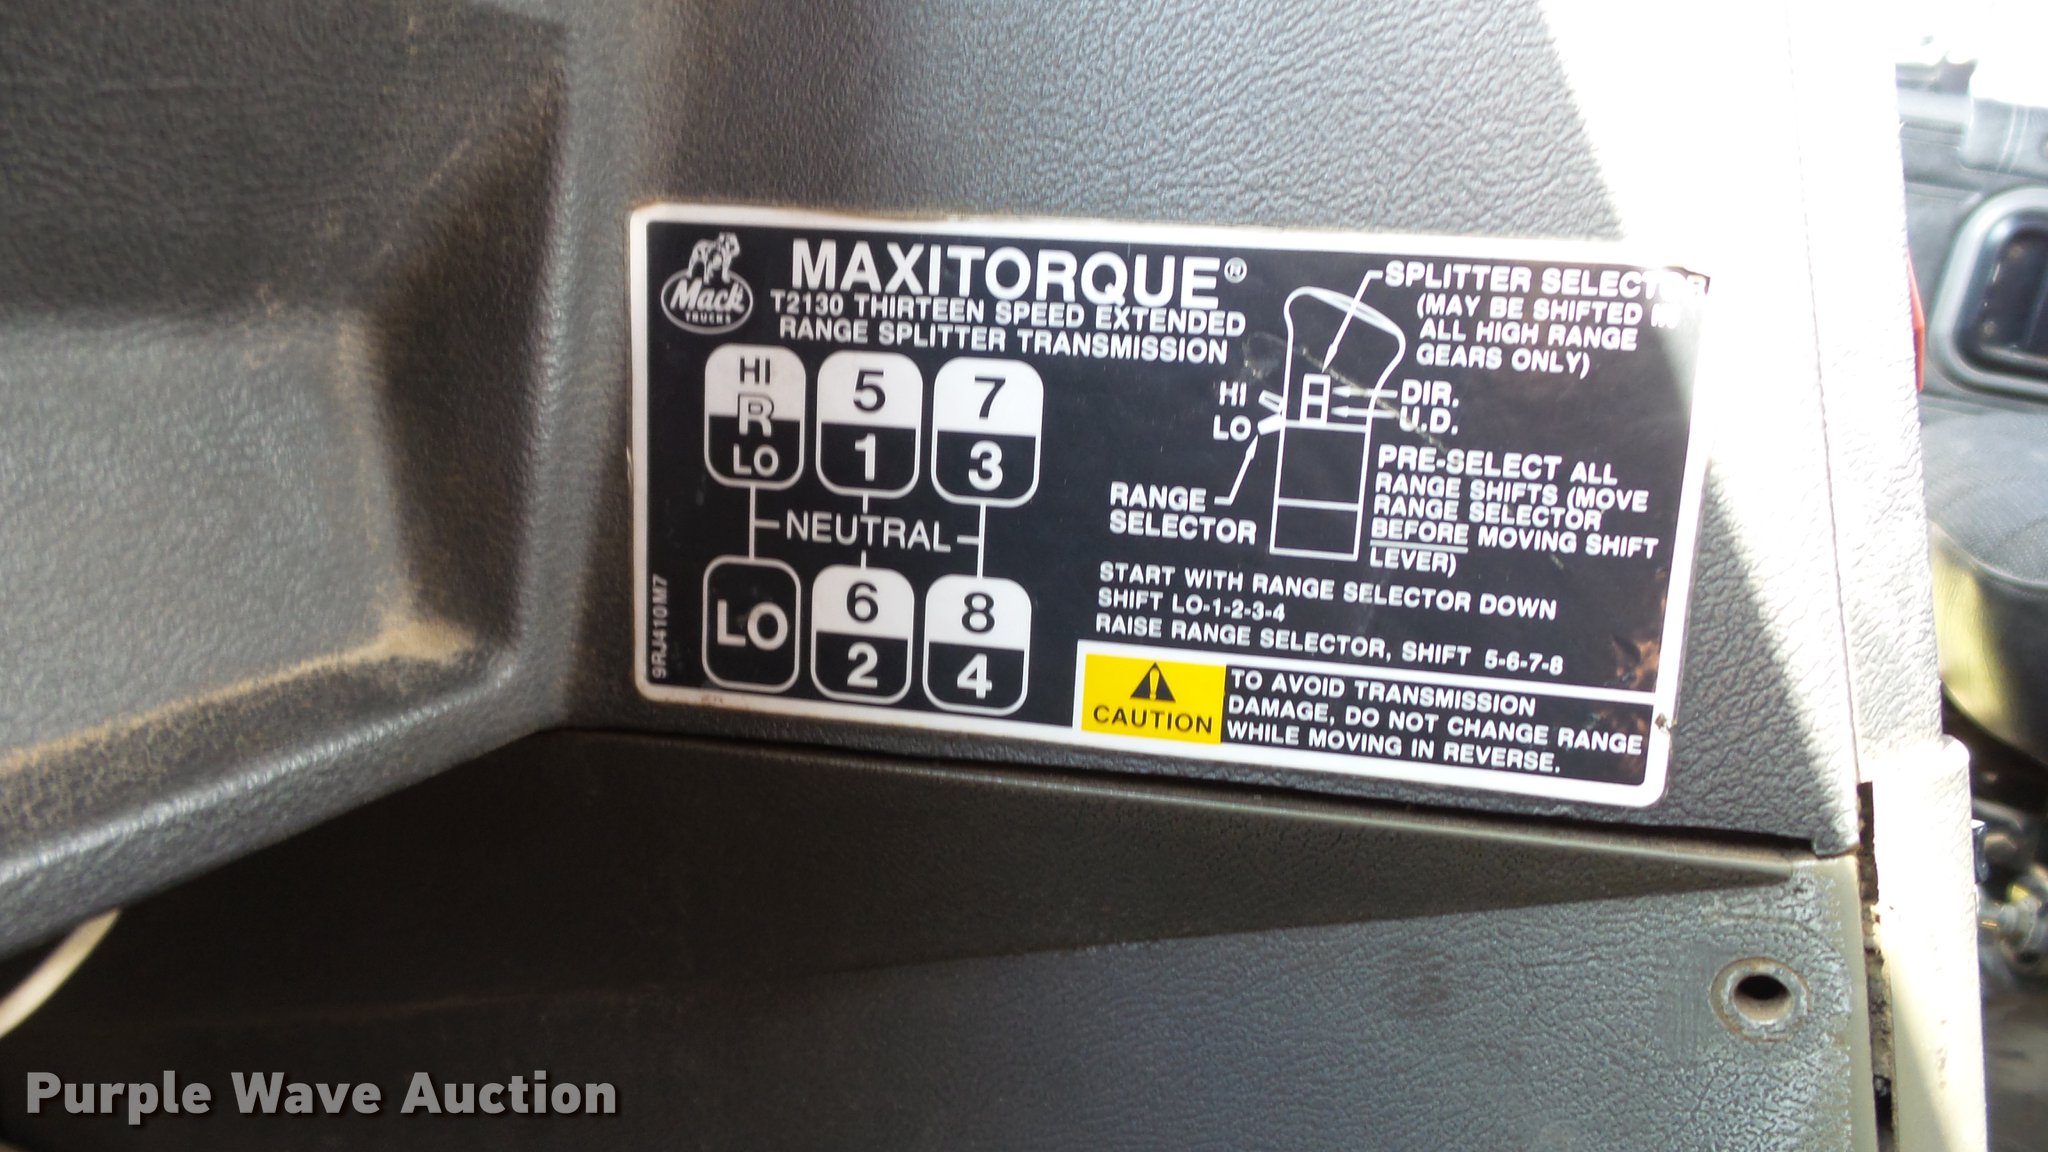 Mack
TRUCKS
MAXITORQUE®
T2130 THIRTEEN SPEED EXTENDED
RANGE SPLITTER TRANSMISSION
HI
R
LO
5
1
7
3
NEUTRAL
LO
6
2
8
4
9RJ410M7
SPLITTER SELECTOR
(MAY BE SHIFTED IN
ALL HIGH RANGE
GEARS ONLY)
HI
LO
DIR.
U.D.
RANGE
SELECTOR
PRE-SELECT ALL
RANGE SHIFTS (MOVE
RANGE SELECTOR
BEFORE MOVING SHIFT
LEVER)
START WITH RANGE SELECTOR DOWN
SHIFT LO-1-2-3-4
RAISE RANGE SELECTOR, SHIFT 5-6-7-8
CAUTION
TO AVOID TRANSMISSION
DAMAGE, DO NOT CHANGE RANGE
WHILE MOVING IN REVERSE.
Purple Wave Auction